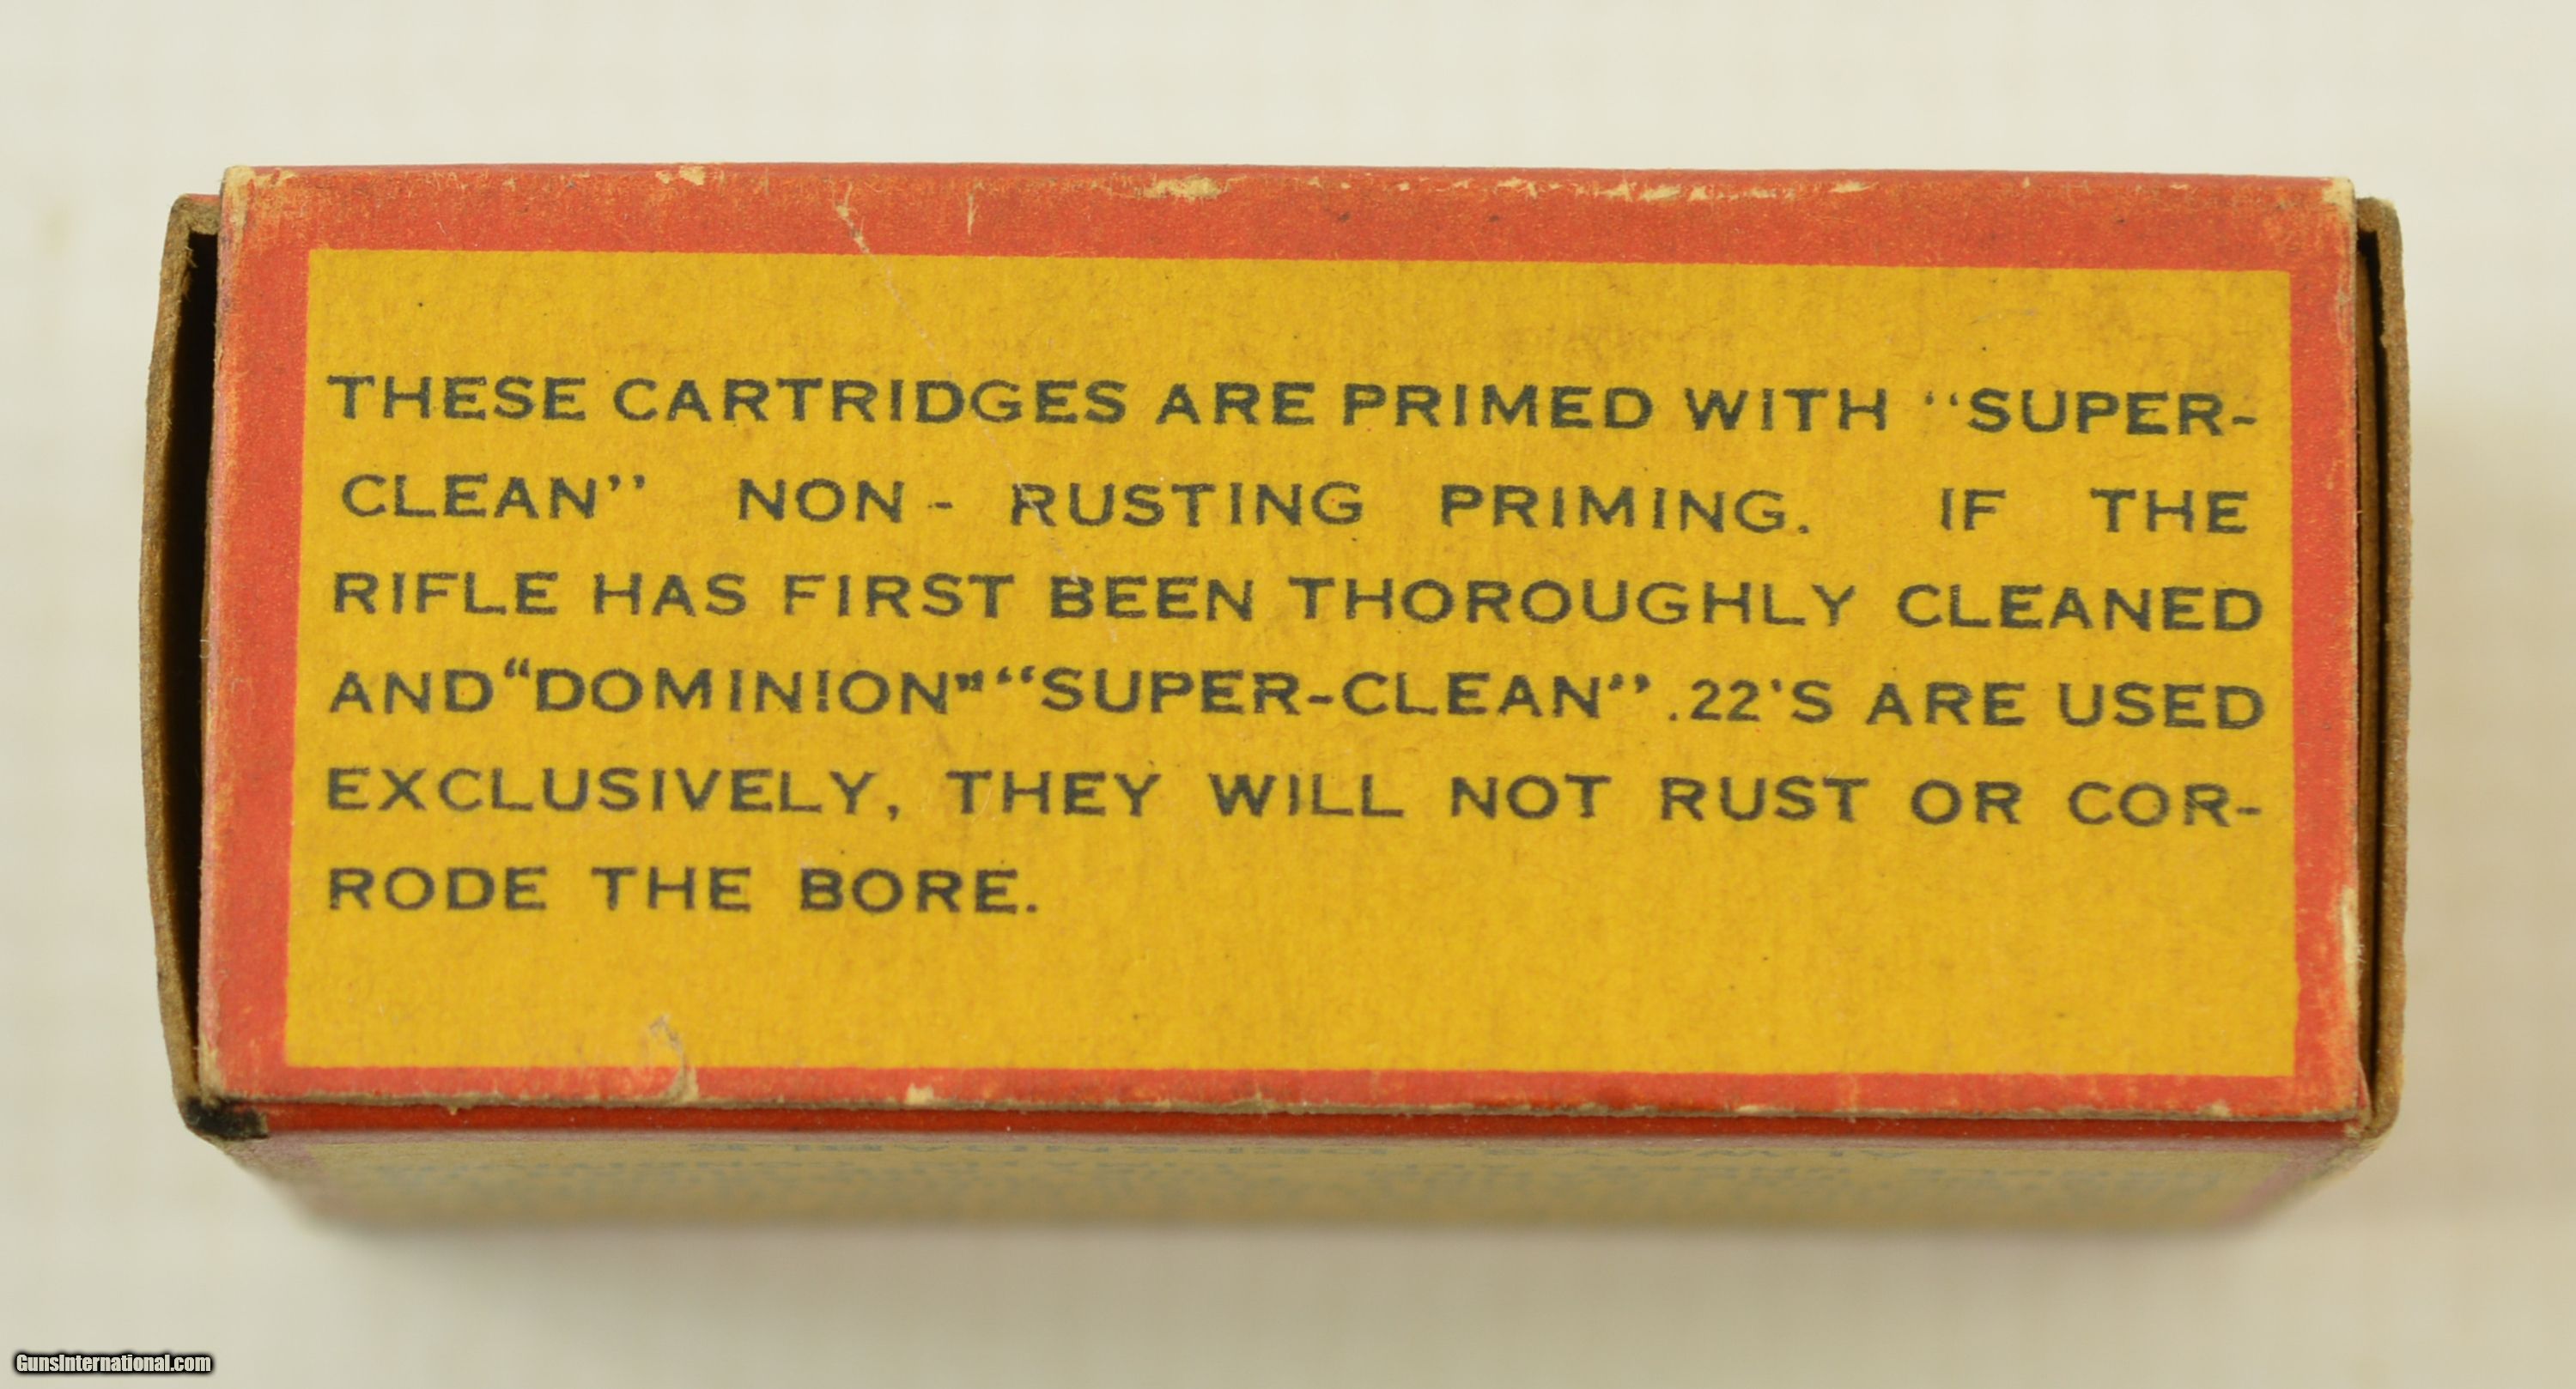 THESE CARTRIDGES ARE PRIMED WITH "SUPER-
CLEAN" NON - RUSTING PRIMING. IF THE
RIFLE HAS FIRST BEEN THOROUGHLY CLEANED
AND "DOMINION" "SUPER-CLEAN" .22'S ARE USED
EXCLUSIVELY, THEY WILL NOT RUST OR COR-
RODE THE BORE.
GunsInternational.com